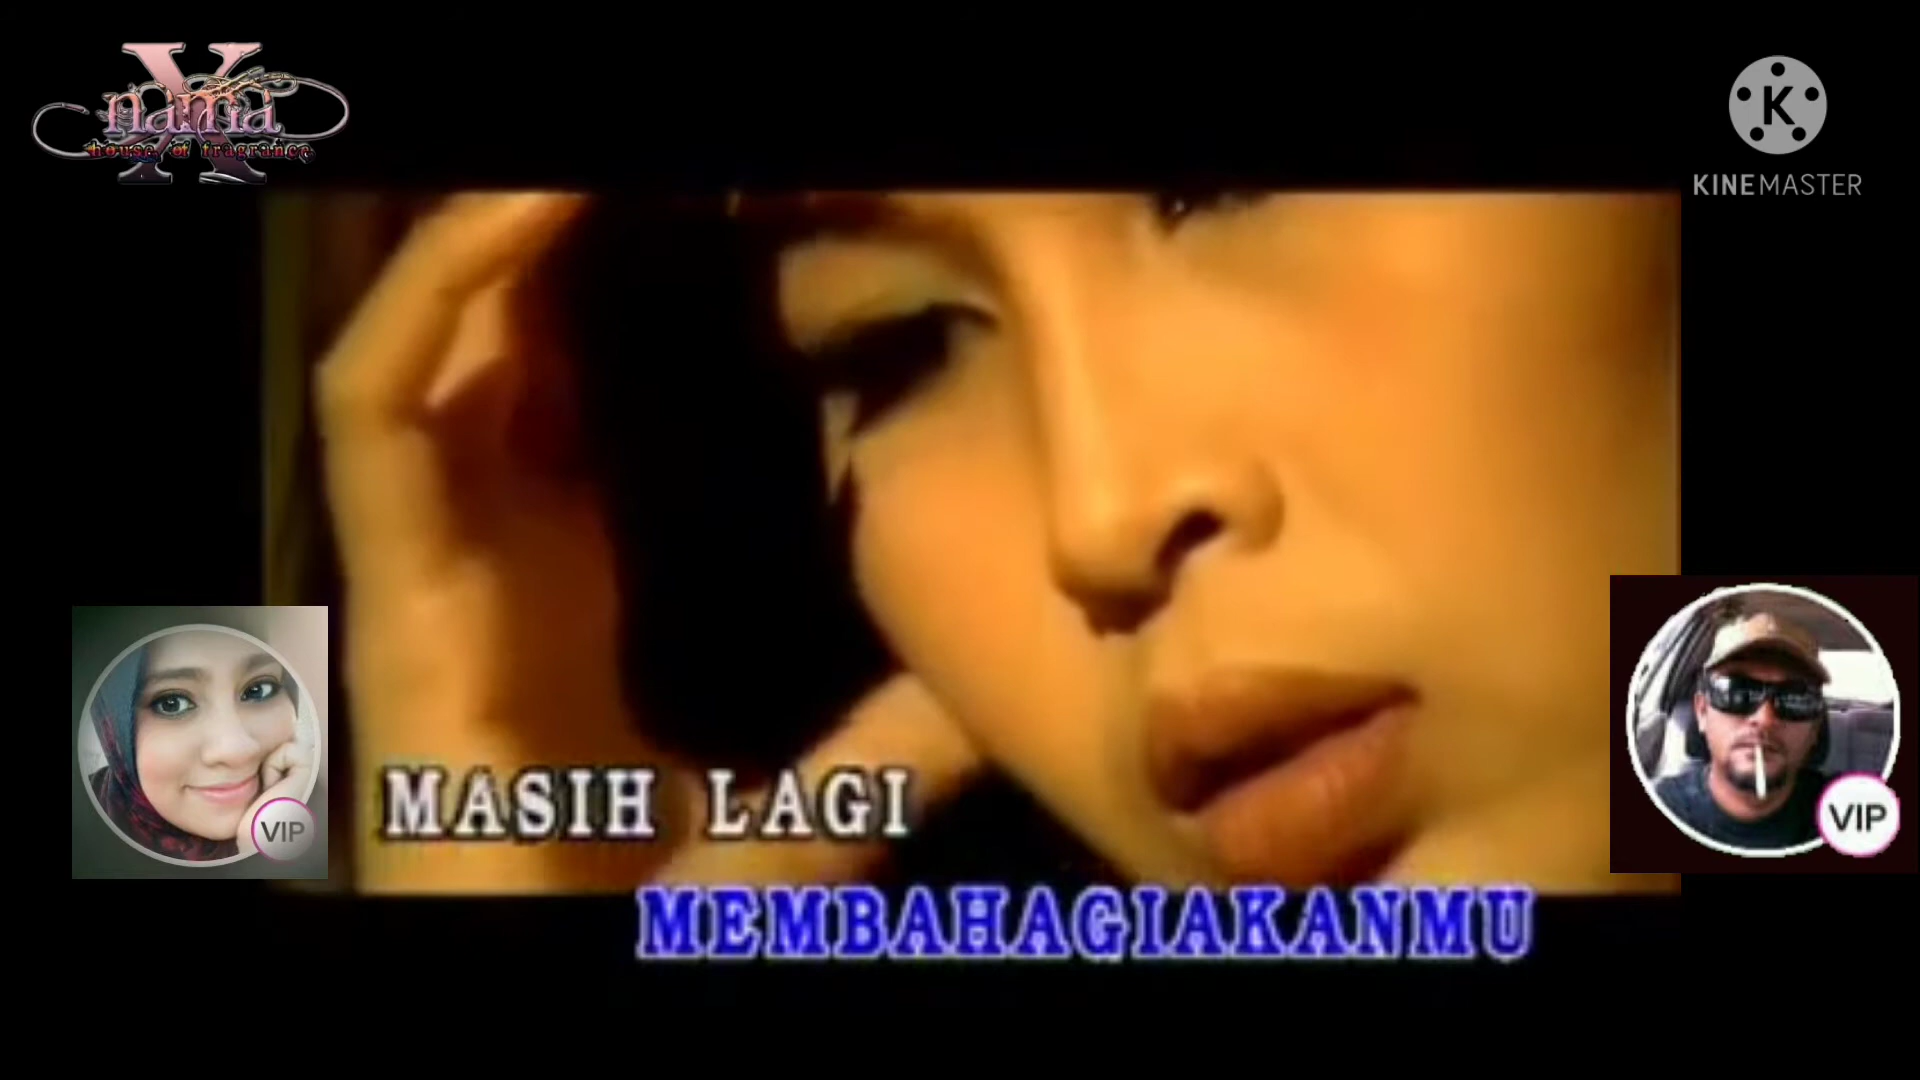 X
nama
house of fragrance
K
KINEMASTER
VIP
VIP
MASIH LAGI
MEMBAHAGIAKANMU